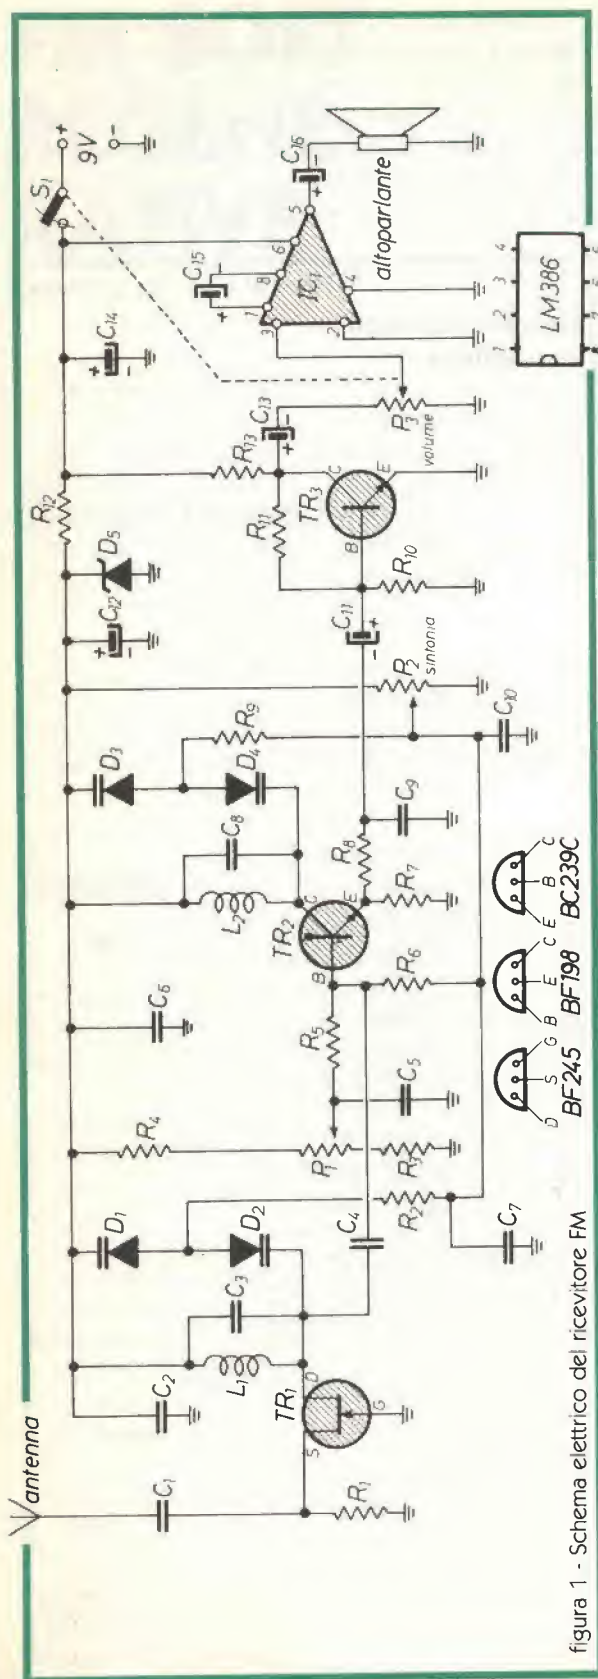 antenna
C1
R1
C2
S
TR1
D
G
L1
C3
D1
D2
C4
R2
C7
R4
P1
R3
C5
R5
C6
B
TR2
C
E
R6
L2
C8
D3
D4
R9
R8
R7
C9
C10
P2
sintonia
C11
C12
D5
R12
R11
R10
R13
B
TR3
C
E
C13
P3
volume
C14
S1
+
9V
-
C15
1
8
6
3
2
IC1
5
4
C16
altoparlante
1 2 3 4
LM386
D S G
BF245
B E C
BF198
E B C
BC239C
figura 1 - Schema elettrico del ricevitore FM